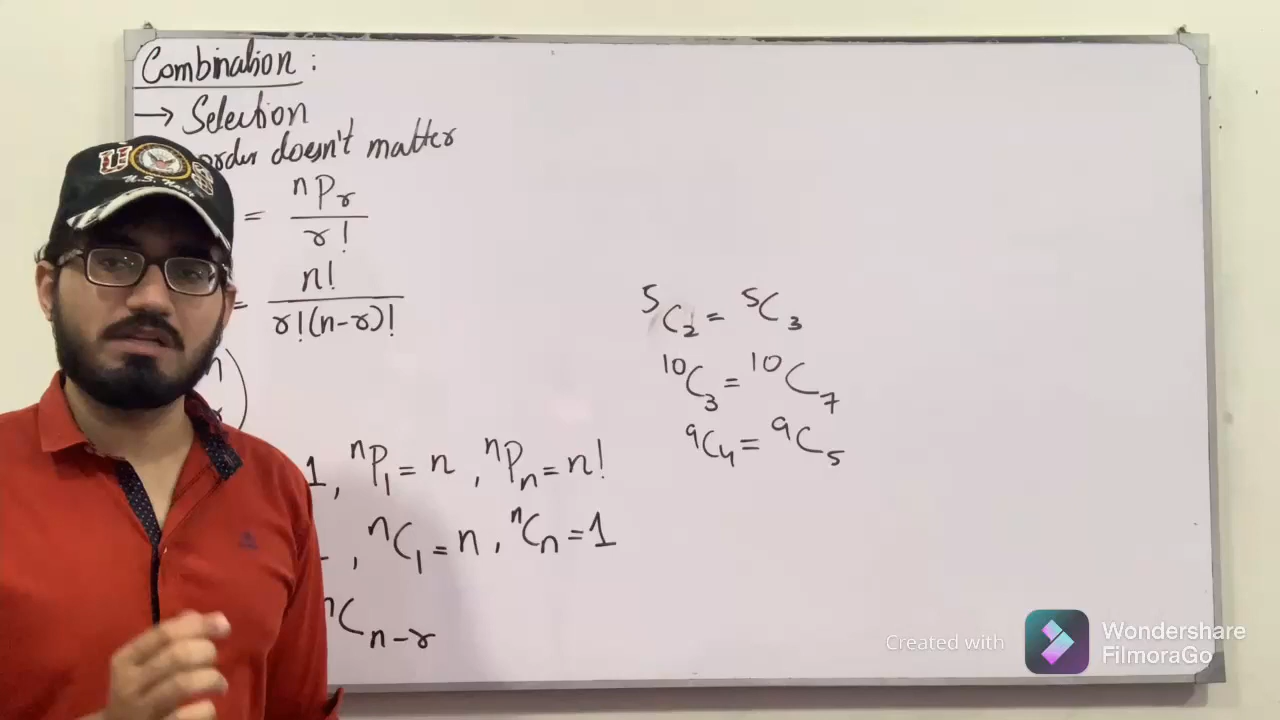 Combination :
→ Selection
order doesn't matter
= nPr / r!
= n! / r!(n-r)!
n
1, nP1 = n, nPn = n!
, nC1 = n, nCn = 1
nCn-r
5C2 = 5C3
10C3 = 10C7
9C4 = 9C5
U S
U.S. Navy
Created with
Wondershare
FilmoraGo